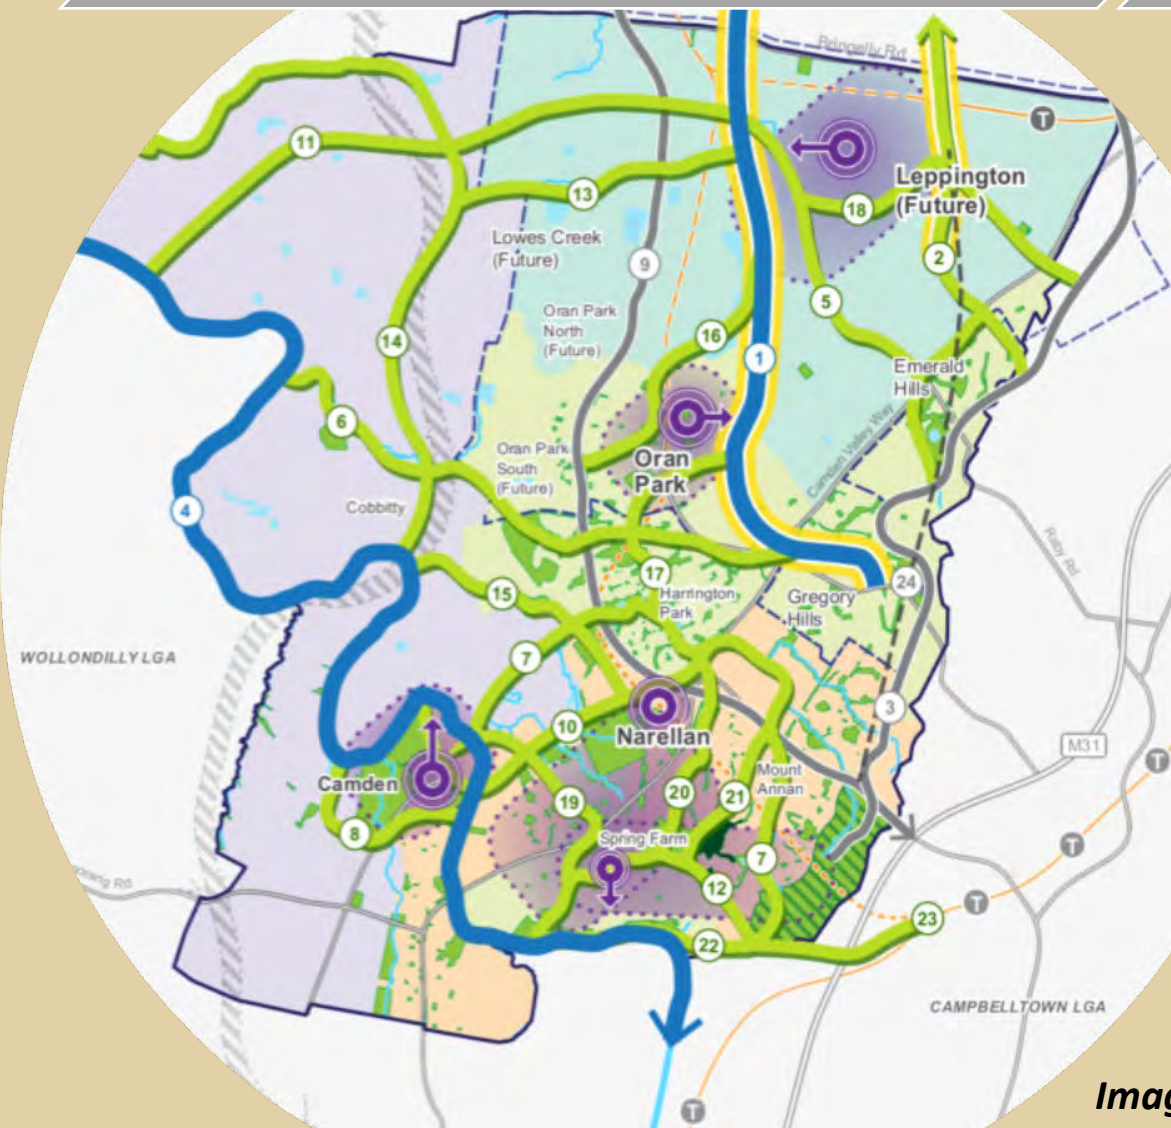 Bringelly Rd
T
11
Leppington
(Future)
13
18
Lowes Creek
(Future)
9
2
5
Oran Park
North
(Future)
16
14
1
Emerald
Hills
6
Oran Park
South
(Future)
Oran
Park
Camden Valley Way
4
Cobbitty
Raby Rd
17
24
15
Harrington
Park
Gregory
Hills
WOLLONDILLY LGA
7
3
10
Narellan
M31
Camden
Mount
Annan
T
19
20
21
8
Spring Farm
T
7
12
T
23
22
CAMPBELLTOWN LGA
T